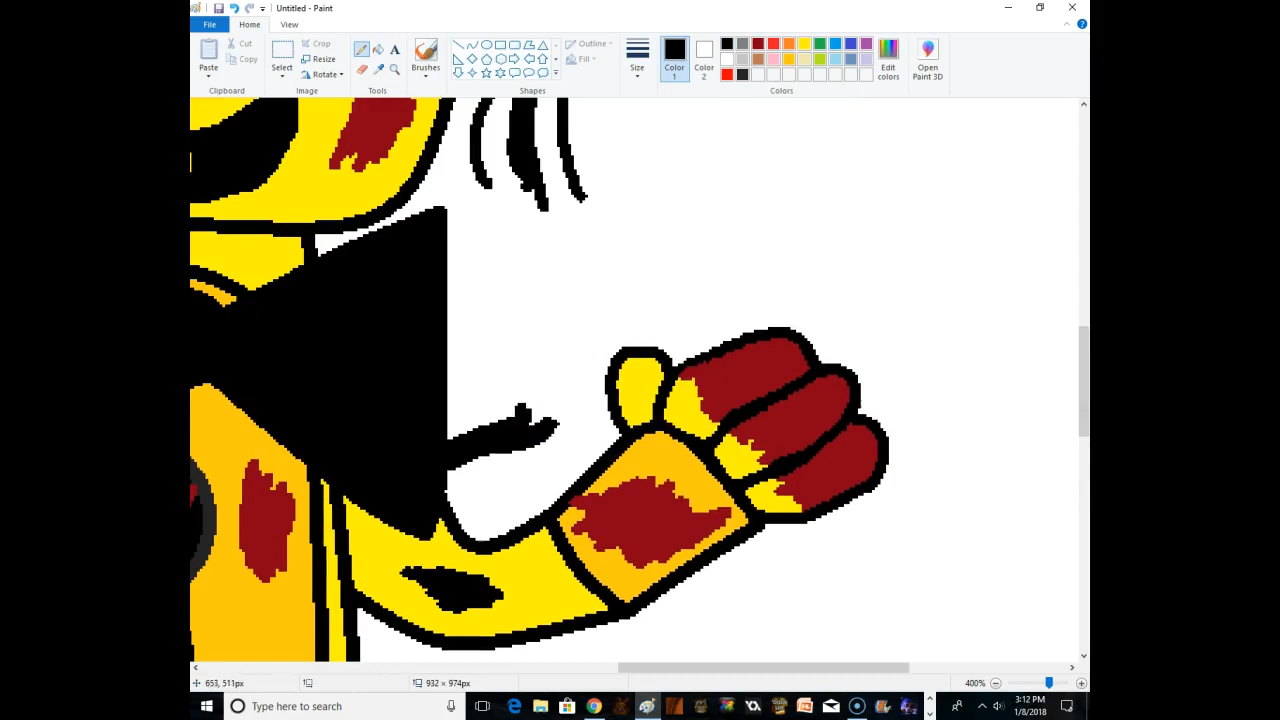 Untitled - Paint
File Home View
Paste
Cut
Copy
Clipboard
Select
Crop
Resize
Rotate
Image
A
Tools
Brushes
Outline
Fill
Shapes
Size
Color 1
Color 2
Edit colors
Colors
Open Paint 3D
653, 511px
932 × 974px
400%
Type here to search
3:12 PM
1/8/2018